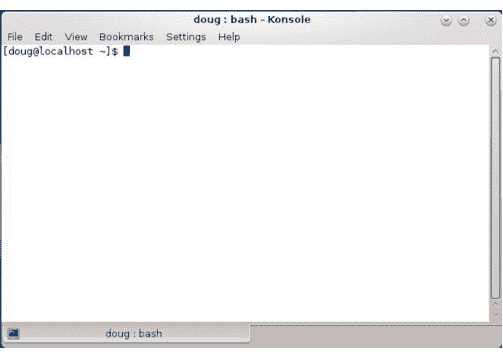 doug : bash – Konsole
File Edit View Bookmarks Settings Help
[doug@localhost ~]$
doug : bash